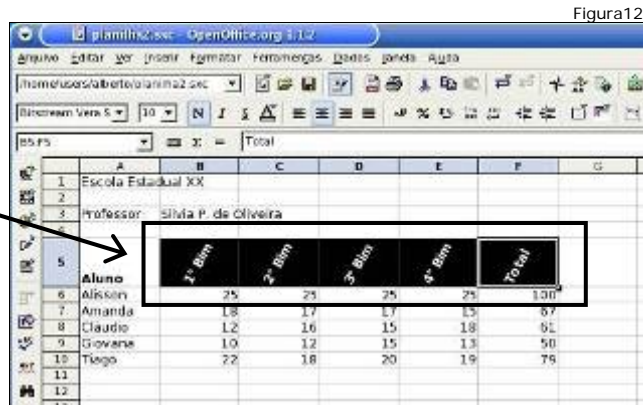 Figura12
planilha2.sxc - OpenOffice.org 1.1.2
Arquivo Editar Ver Inserir Formatar Ferramentas Dados Janela Ajuda
/home/users/alberto/planilha2.sxc
Bitstream Vera S 10 N I S A
B5:F5 = Total
A B C D E F G
1 Escola Estadual XX
2
3 Professor Silvia P. de Oliveira
5 Aluno 1° Bim 2° Bim 3° Bim 4° Bim Total
6 Alisson 25 25 25 25 100
7 Amanda 18 17 17 15 67
8 Claudio 12 16 15 18 61
9 Giovana 10 12 15 13 50
10 Tiago 22 18 20 19 79
11
12